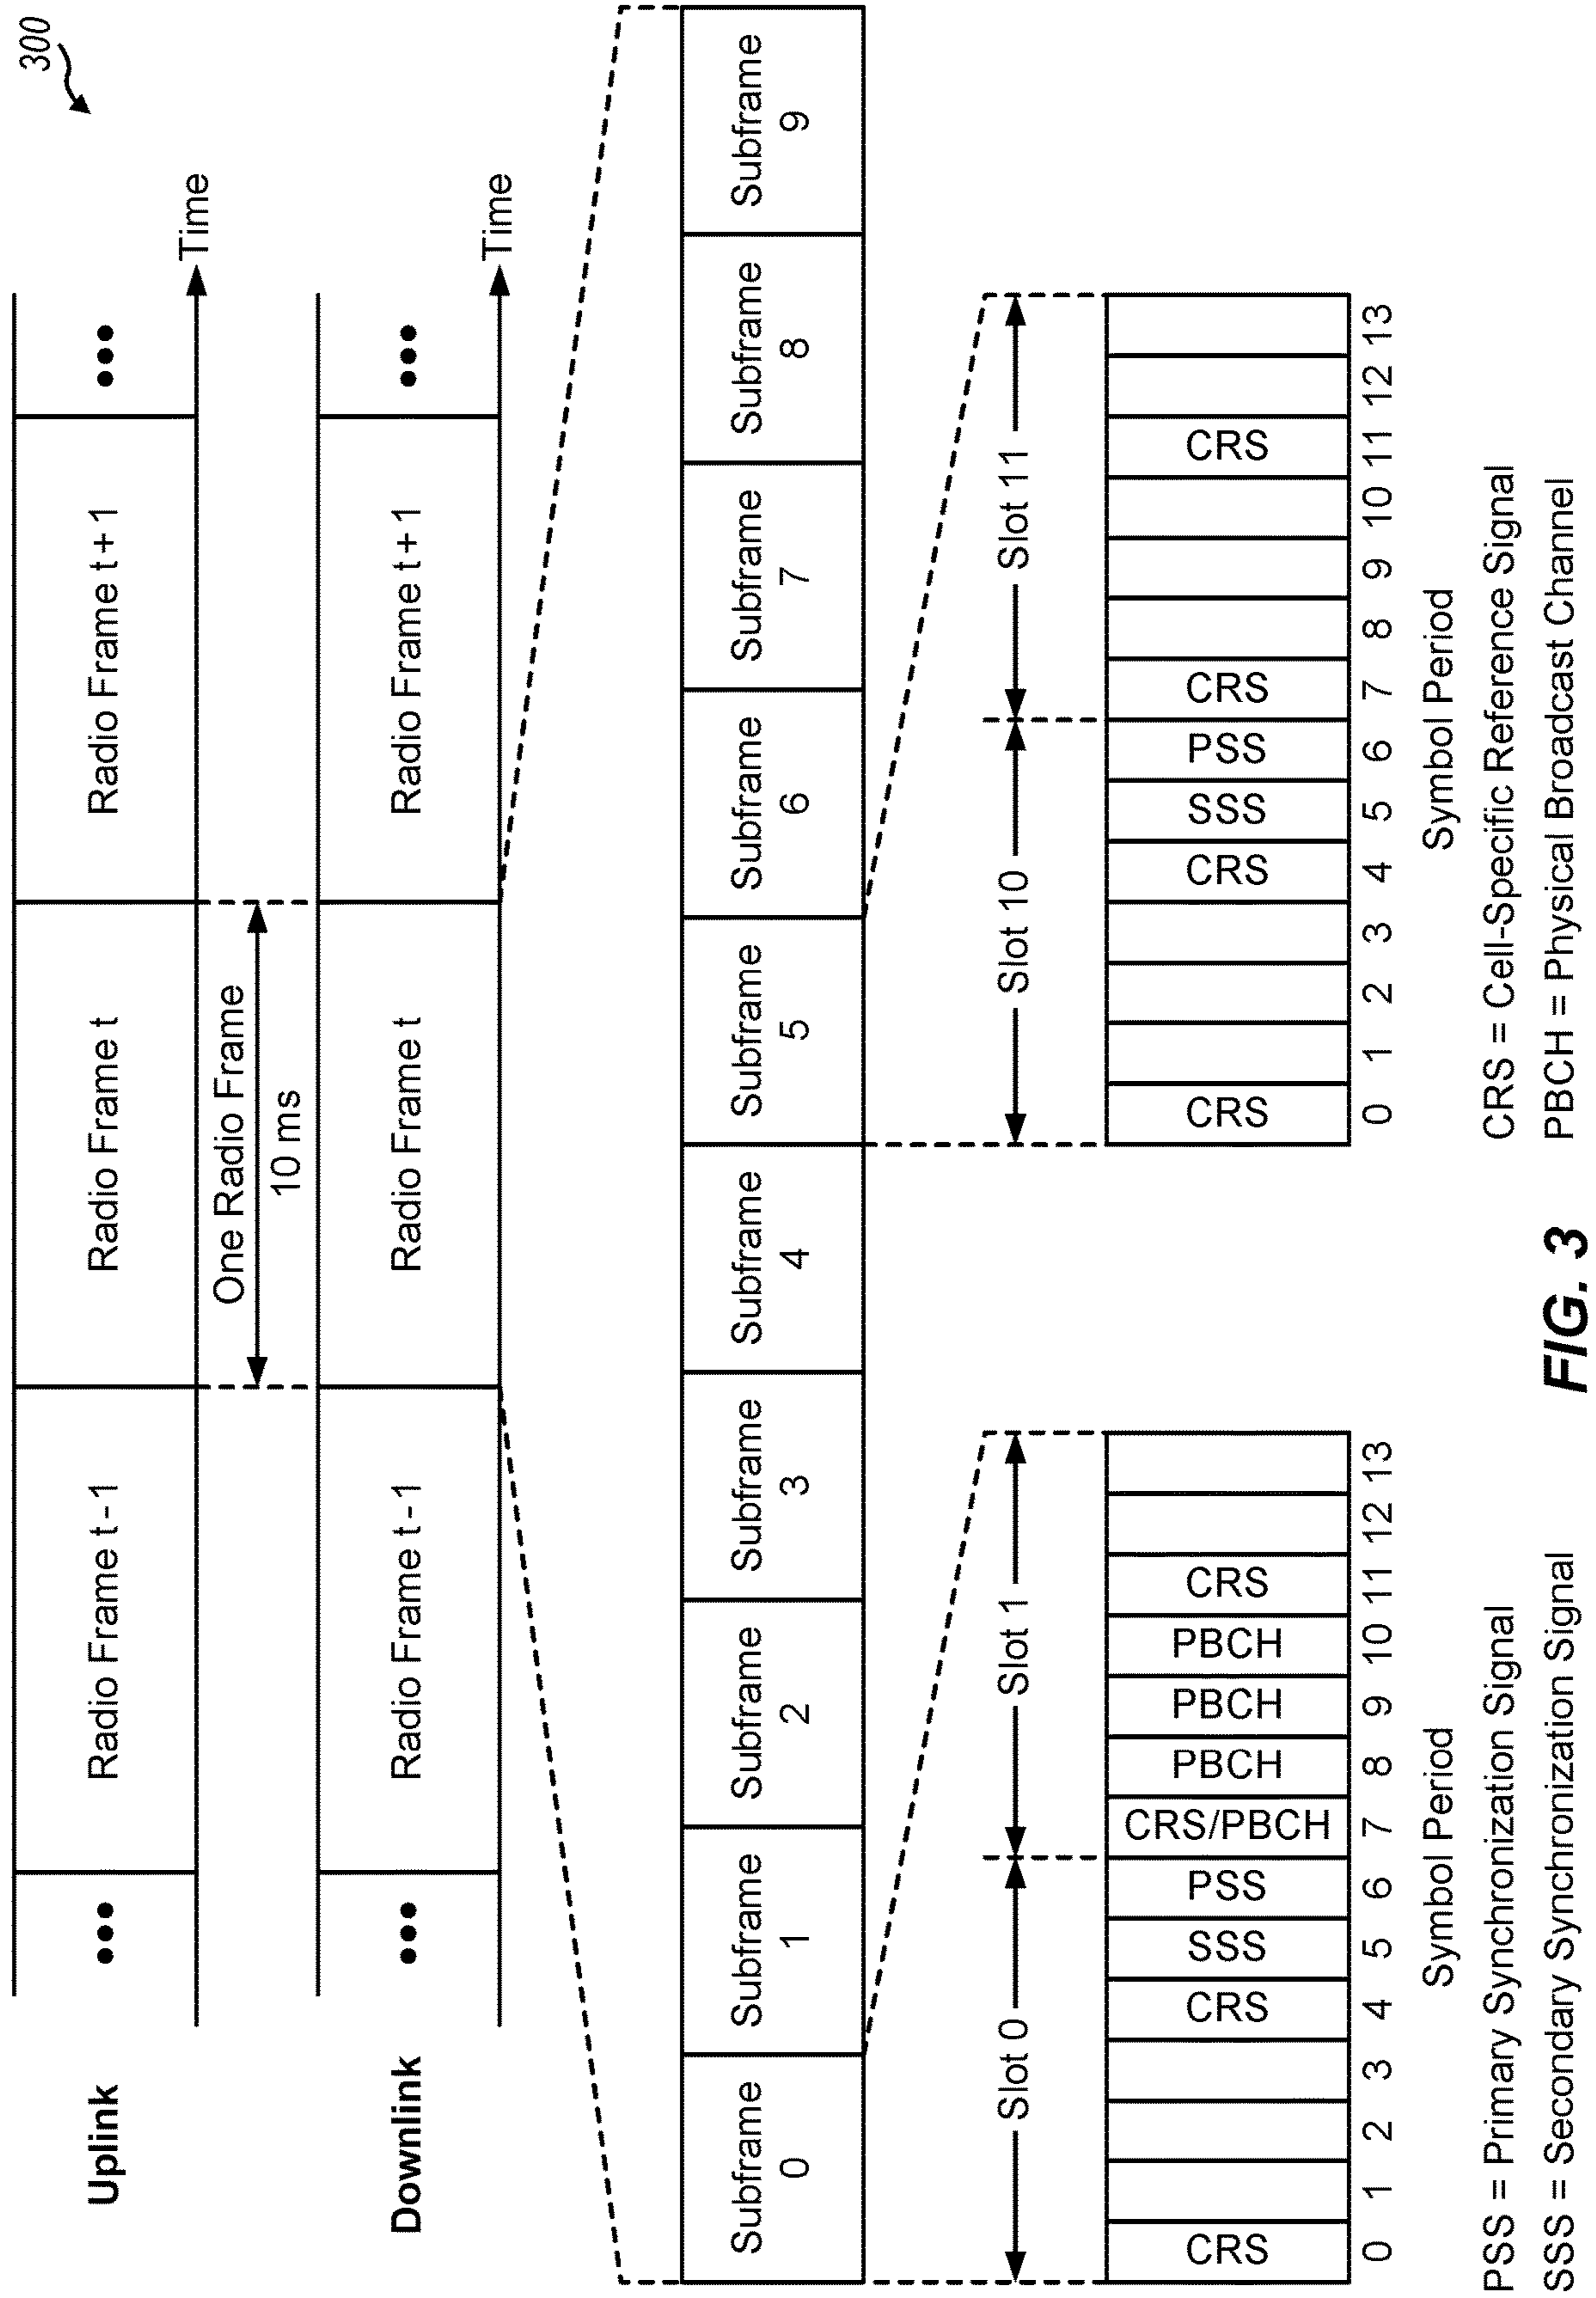 300
Uplink
••• Radio Frame t - 1 Radio Frame t Radio Frame t + 1 •••
Time
One Radio Frame
10 ms
Downlink
••• Radio Frame t - 1 Radio Frame t Radio Frame t + 1 •••
Time
Subframe Subframe Subframe Subframe Subframe Subframe Subframe Subframe Subframe Subframe
0 1 2 3 4 5 6 7 8 9
Slot 0 Slot 1 Slot 10 Slot 11
CRS CRS SSS PSS CRS/PBCH PBCH PBCH PBCH CRS
0 1 2 3 4 5 6 7 8 9 10 11 12 13
Symbol Period
CRS CRS SSS PSS CRS CRS
0 1 2 3 4 5 6 7 8 9 10 11 12 13
Symbol Period
PSS = Primary Synchronization Signal
SSS = Secondary Synchronization Signal
CRS = Cell-Specific Reference Signal
PBCH = Physical Broadcast Channel
FIG. 3